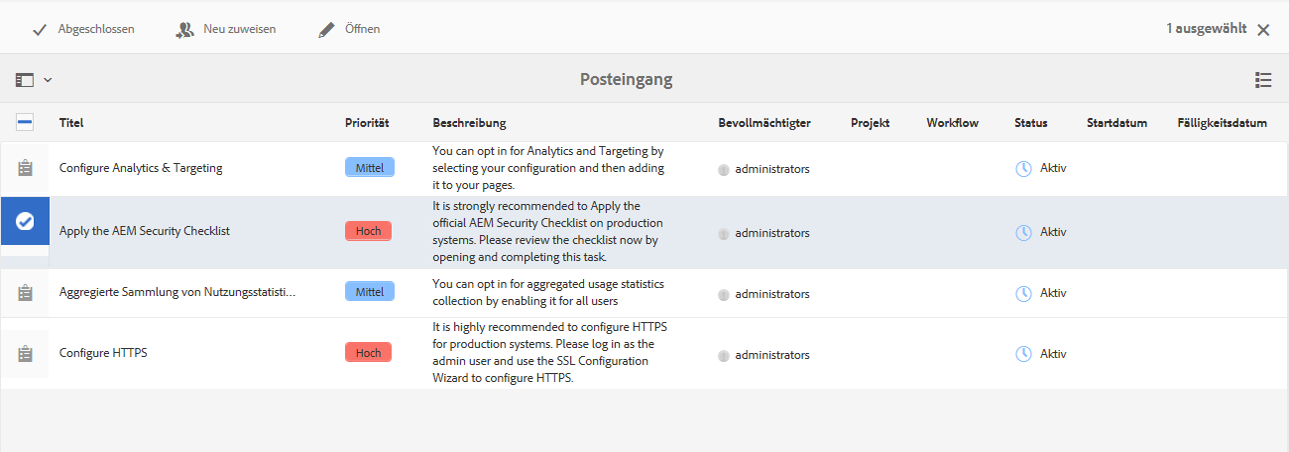 Abgeschlossen Neu zuweisen Öffnen 1 ausgewählt
Posteingang
Titel Priorität Beschreibung Bevollmächtigter Projekt Workflow Status Startdatum Fälligkeitsdatum
Configure Analytics & Targeting Mittel You can opt in for Analytics and Targeting by
selecting your configuration and then adding
it to your pages.
administrators Aktiv
Apply the AEM Security Checklist Hoch It is strongly recommended to Apply the
official AEM Security Checklist on production
systems. Please review the checklist now by
opening and completing this task.
administrators Aktiv
Aggregierte Sammlung von Nutzungsstatisti... Mittel You can opt in for aggregated usage statistics
collection by enabling it for all users
administrators Aktiv
Configure HTTPS Hoch It is highly recommended to configure HTTPS
for production systems. Please log in as the
admin user and use the SSL Configuration
Wizard to configure HTTPS.
administrators Aktiv